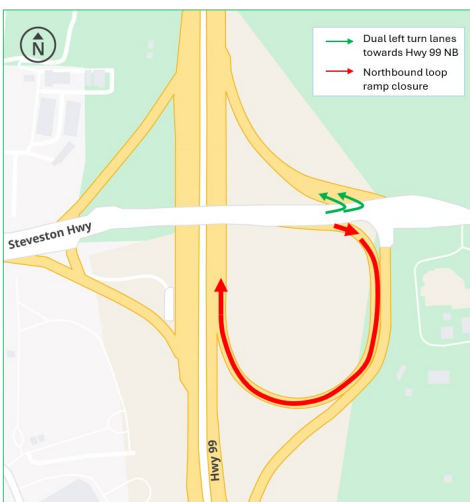 N
Dual left turn lanes
towards Hwy 99 NB
Northbound loop
ramp closure
Steveston Hwy
Hwy 99